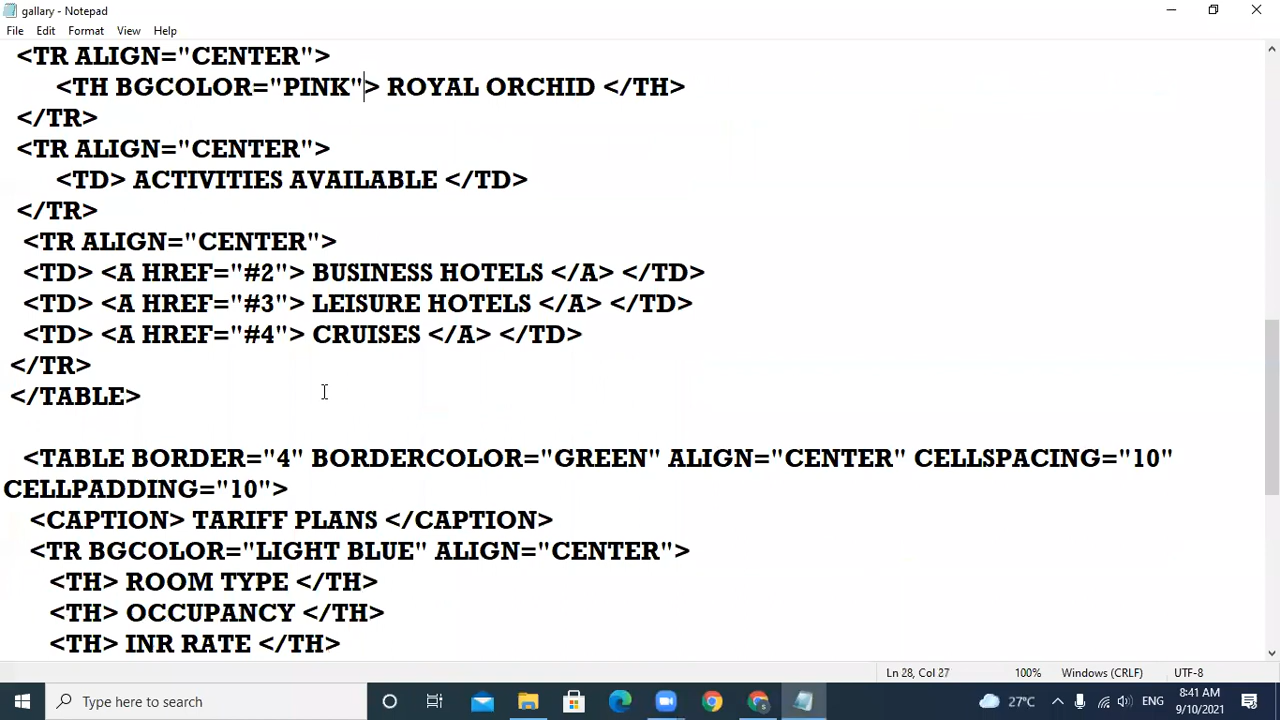 gallary - Notepad
File Edit Format View Help
<TR ALIGN="CENTER">
<TH BGCOLOR="PINK"> ROYAL ORCHID </TH>
</TR>
<TR ALIGN="CENTER">
<TD> ACTIVITIES AVAILABLE </TD>
</TR>
<TR ALIGN="CENTER">
<TD> <A HREF="#2"> BUSINESS HOTELS </A> </TD>
<TD> <A HREF="#3"> LEISURE HOTELS </A> </TD>
<TD> <A HREF="#4"> CRUISES </A> </TD>
</TR>
</TABLE>
<TABLE BORDER="4" BORDERCOLOR="GREEN" ALIGN="CENTER" CELLSPACING="10"
CELLPADDING="10">
<CAPTION> TARIFF PLANS </CAPTION>
<TR BGCOLOR="LIGHT BLUE" ALIGN="CENTER">
<TH> ROOM TYPE </TH>
<TH> OCCUPANCY </TH>
<TH> INR RATE </TH>
Ln 28, Col 27 100% Windows (CRLF) UTF-8
Type here to search 27°C ENG 8:41 AM
9/10/2021